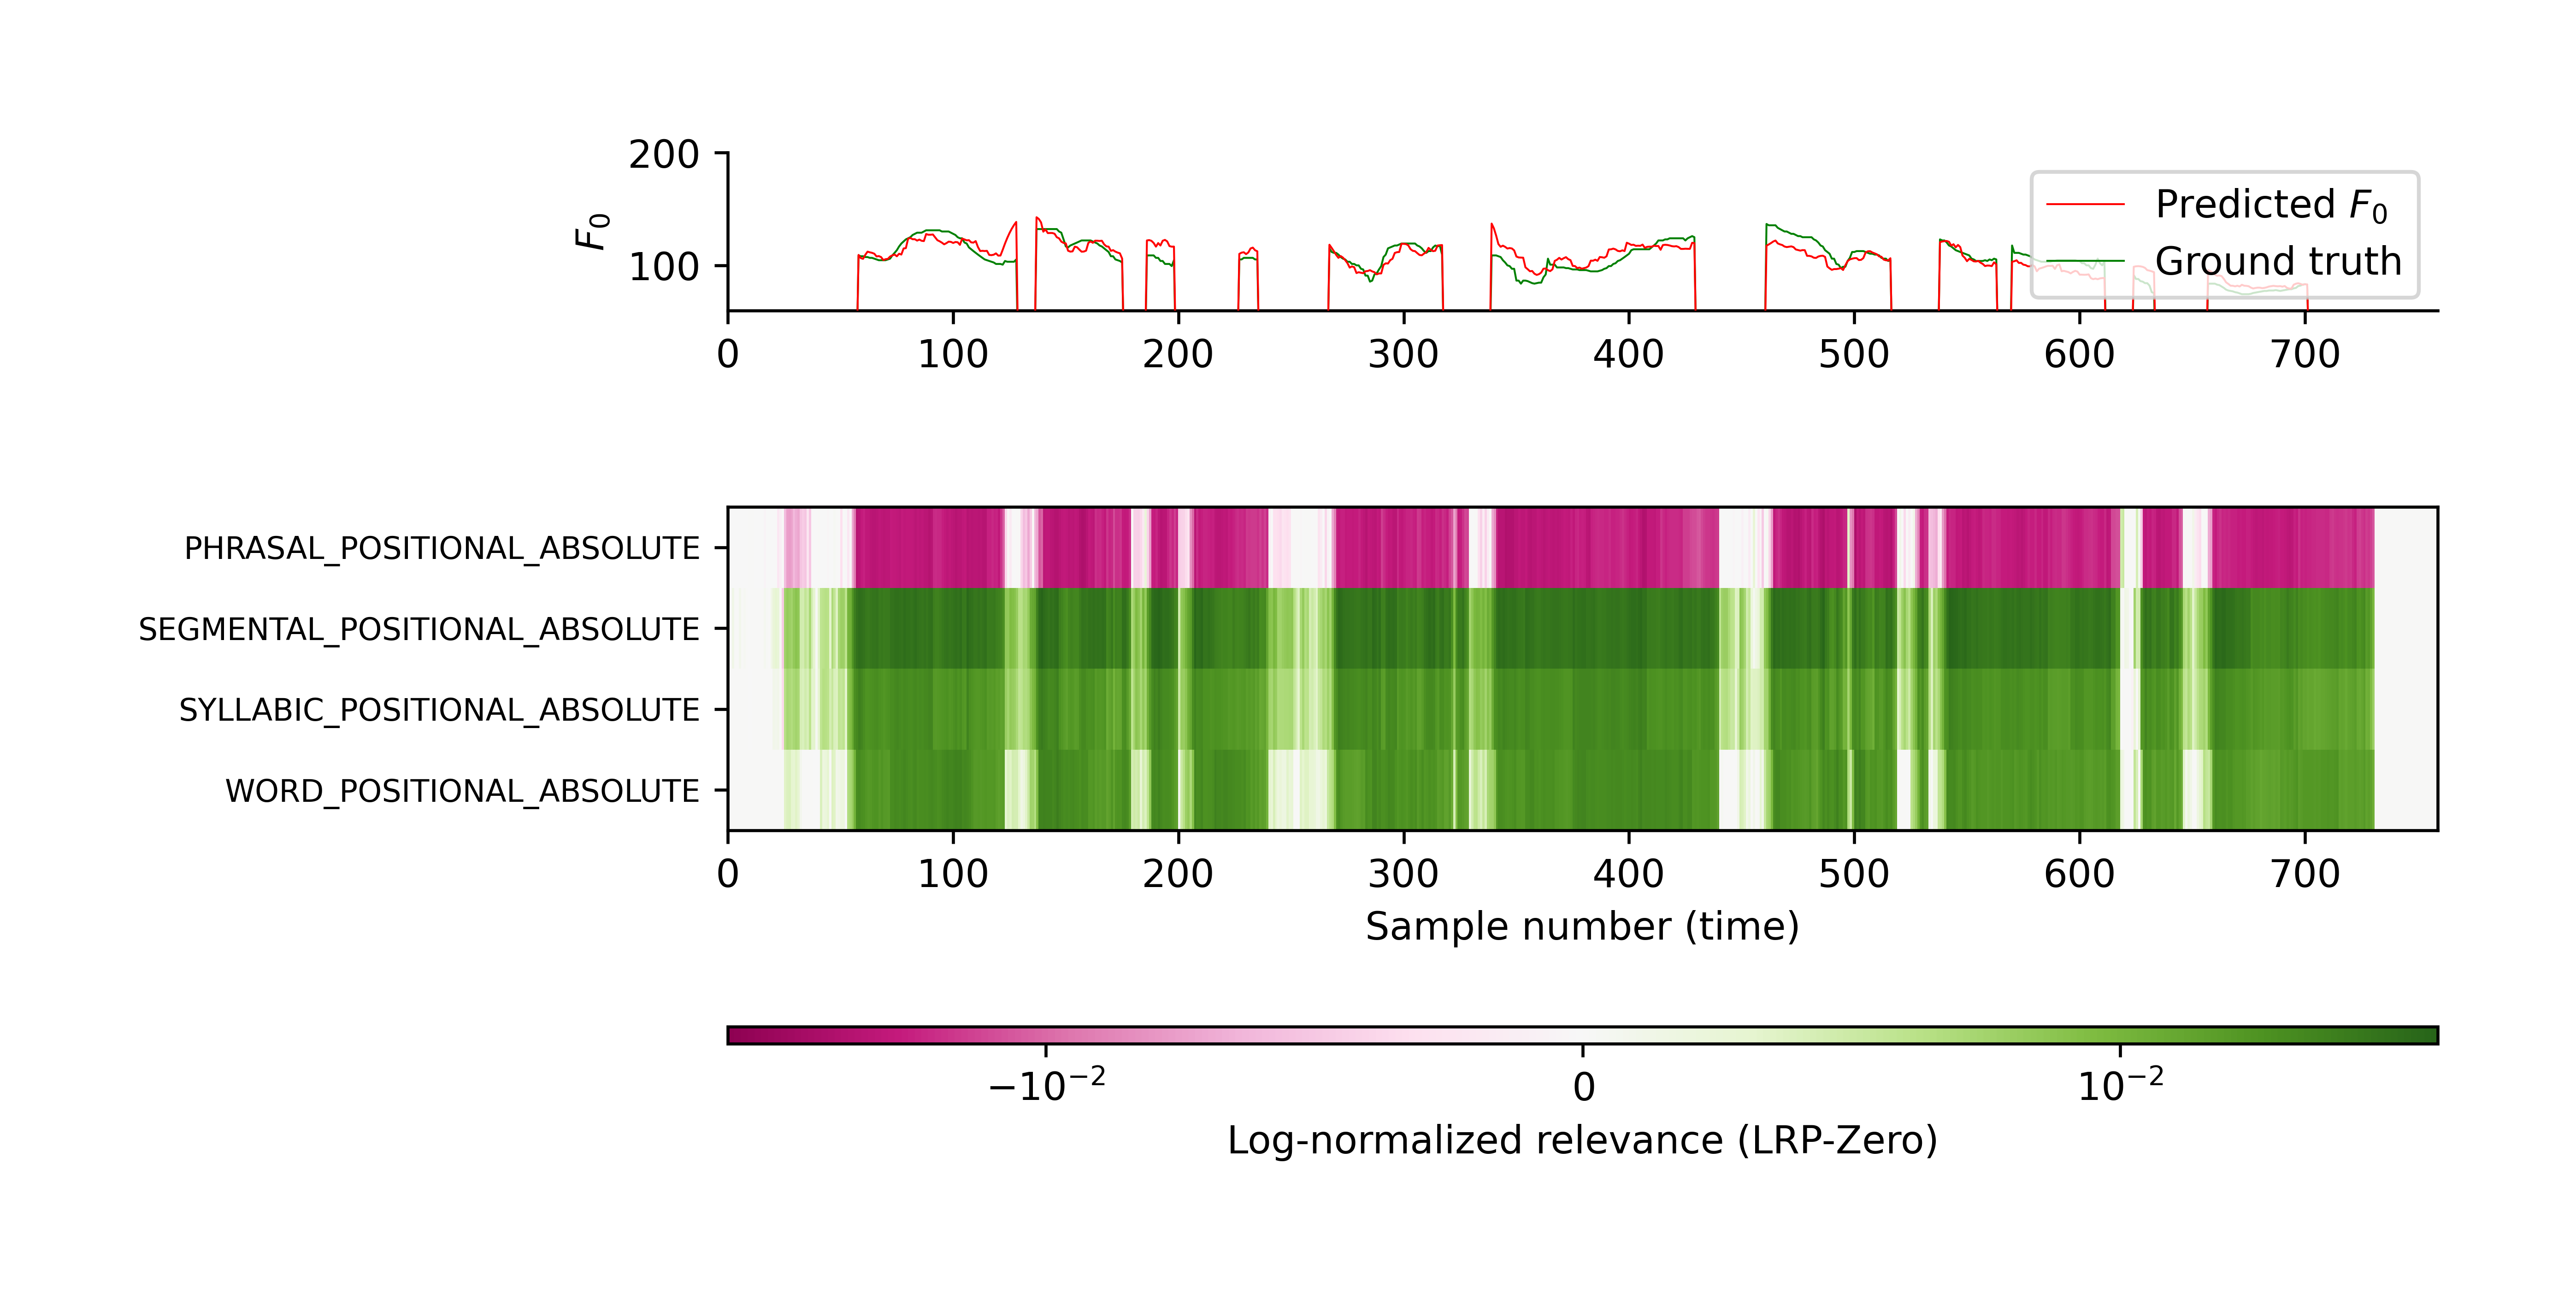 200
100
F₀
Predicted F₀
Ground truth
0 100 200 300 400 500 600 700
PHRASAL_POSITIONAL_ABSOLUTE
SEGMENTAL_POSITIONAL_ABSOLUTE
SYLLABIC_POSITIONAL_ABSOLUTE
WORD_POSITIONAL_ABSOLUTE
0 100 200 300 400 500 600 700
Sample number (time)
−10⁻² 0 10⁻²
Log-normalized relevance (LRP-Zero)